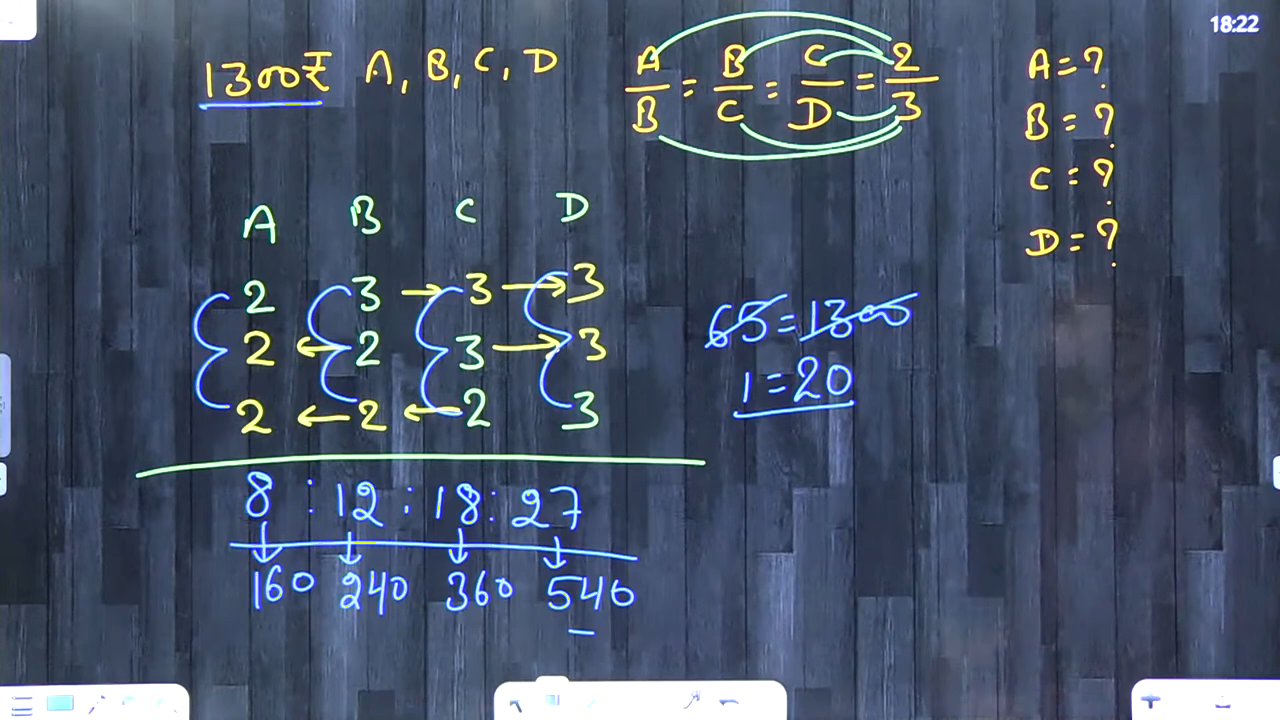 18:22
1300₹ A, B, C, D
A/B = B/C = C/D = 2/3
A = ?
B = ?
C = ?
D = ?
A B C D
2 3 → 3 → 3
2 ← 2 3 → 3
2 ← 2 ← 2 3
8 : 12 : 18 : 27
160 240 360 540
65 = 1300
1 = 20